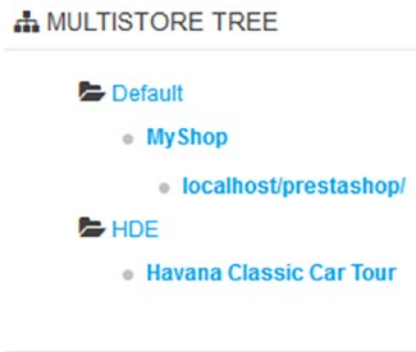 MULTISTORE TREE
Default
MyShop
localhost/prestashop/
HDE
Havana Classic Car Tour